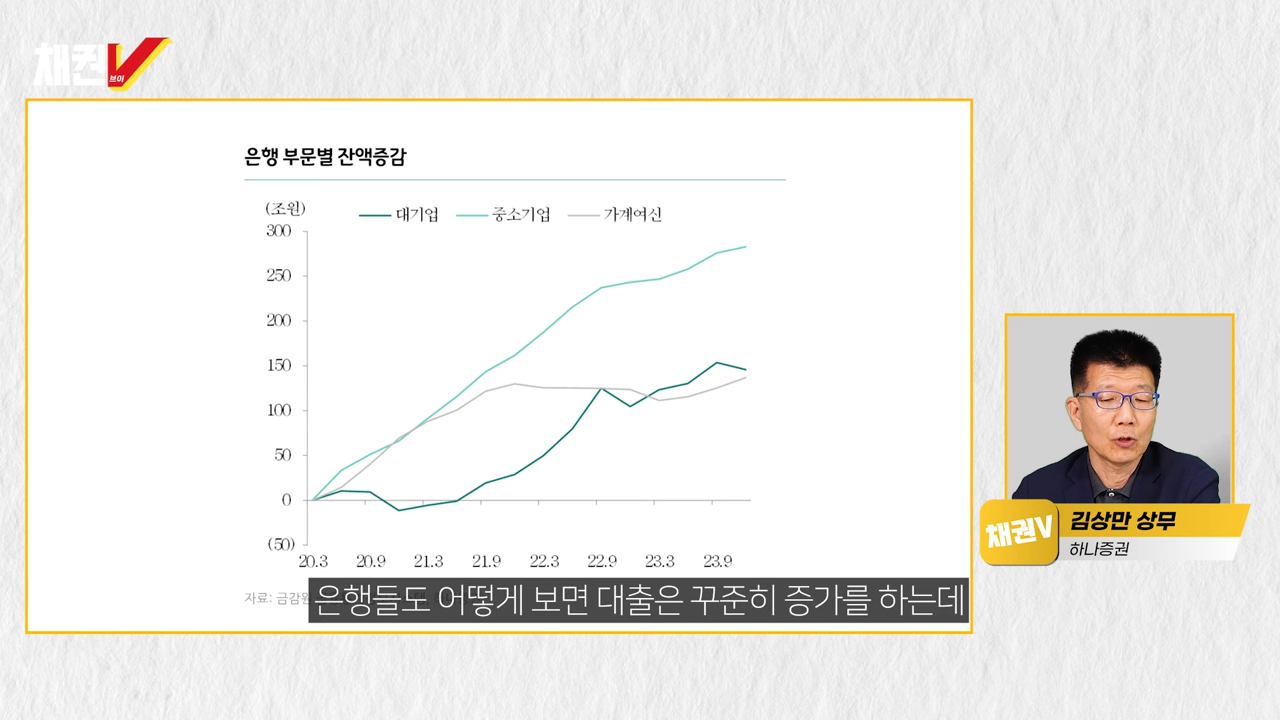 채권V
브이
은행 부문별 잔액증감
(조원)
대기업 중소기업 가계여신
300
250
200
150
100
50
0
(50)
20.3 20.9 21.3 21.9 22.3 22.9 23.3 23.9
자료: 금감원
은행들도 어떻게 보면 대출은 꾸준히 증가를 하는데
채권V
김상만 상무
하나증권